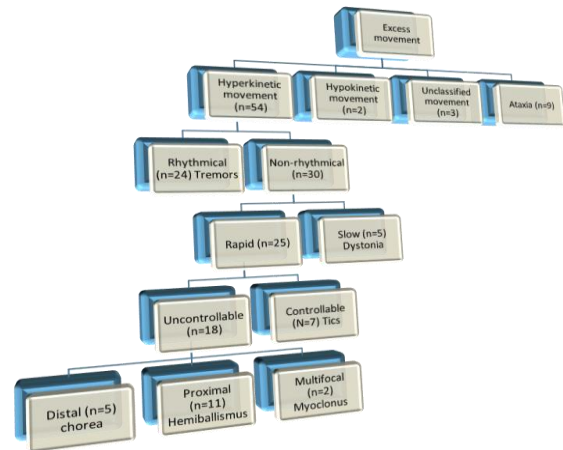 Excess
movement
Hyperkinetic
movement
(n=54)
Hypokinetic
movement
(n=2)
Unclassified
movement
(n=3)
Ataxia (n=9)
Rhythmical
(n=24) Tremors
Non-rhythmical
(n=30)
Rapid (n=25)
Slow (n=5)
Dystonia
Uncontrollable
(n=18)
Controllable
(N=7) Tics
Distal (n=5)
chorea
Proximal
(n=11)
Hemiballismus
Multifocal
(n=2)
Myoclonus